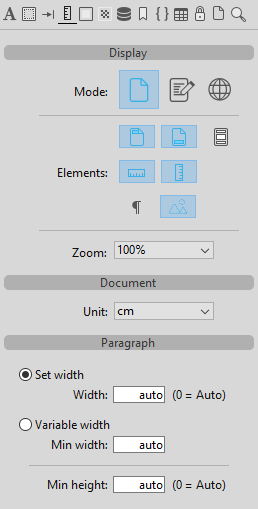 A { }
Display
Mode:
Elements:
¶
Zoom: 100%
Document
Unit: cm
Paragraph
Set width
Width: auto (0 = Auto)
Variable width
Min width: auto
Min height: auto (0 = Auto)